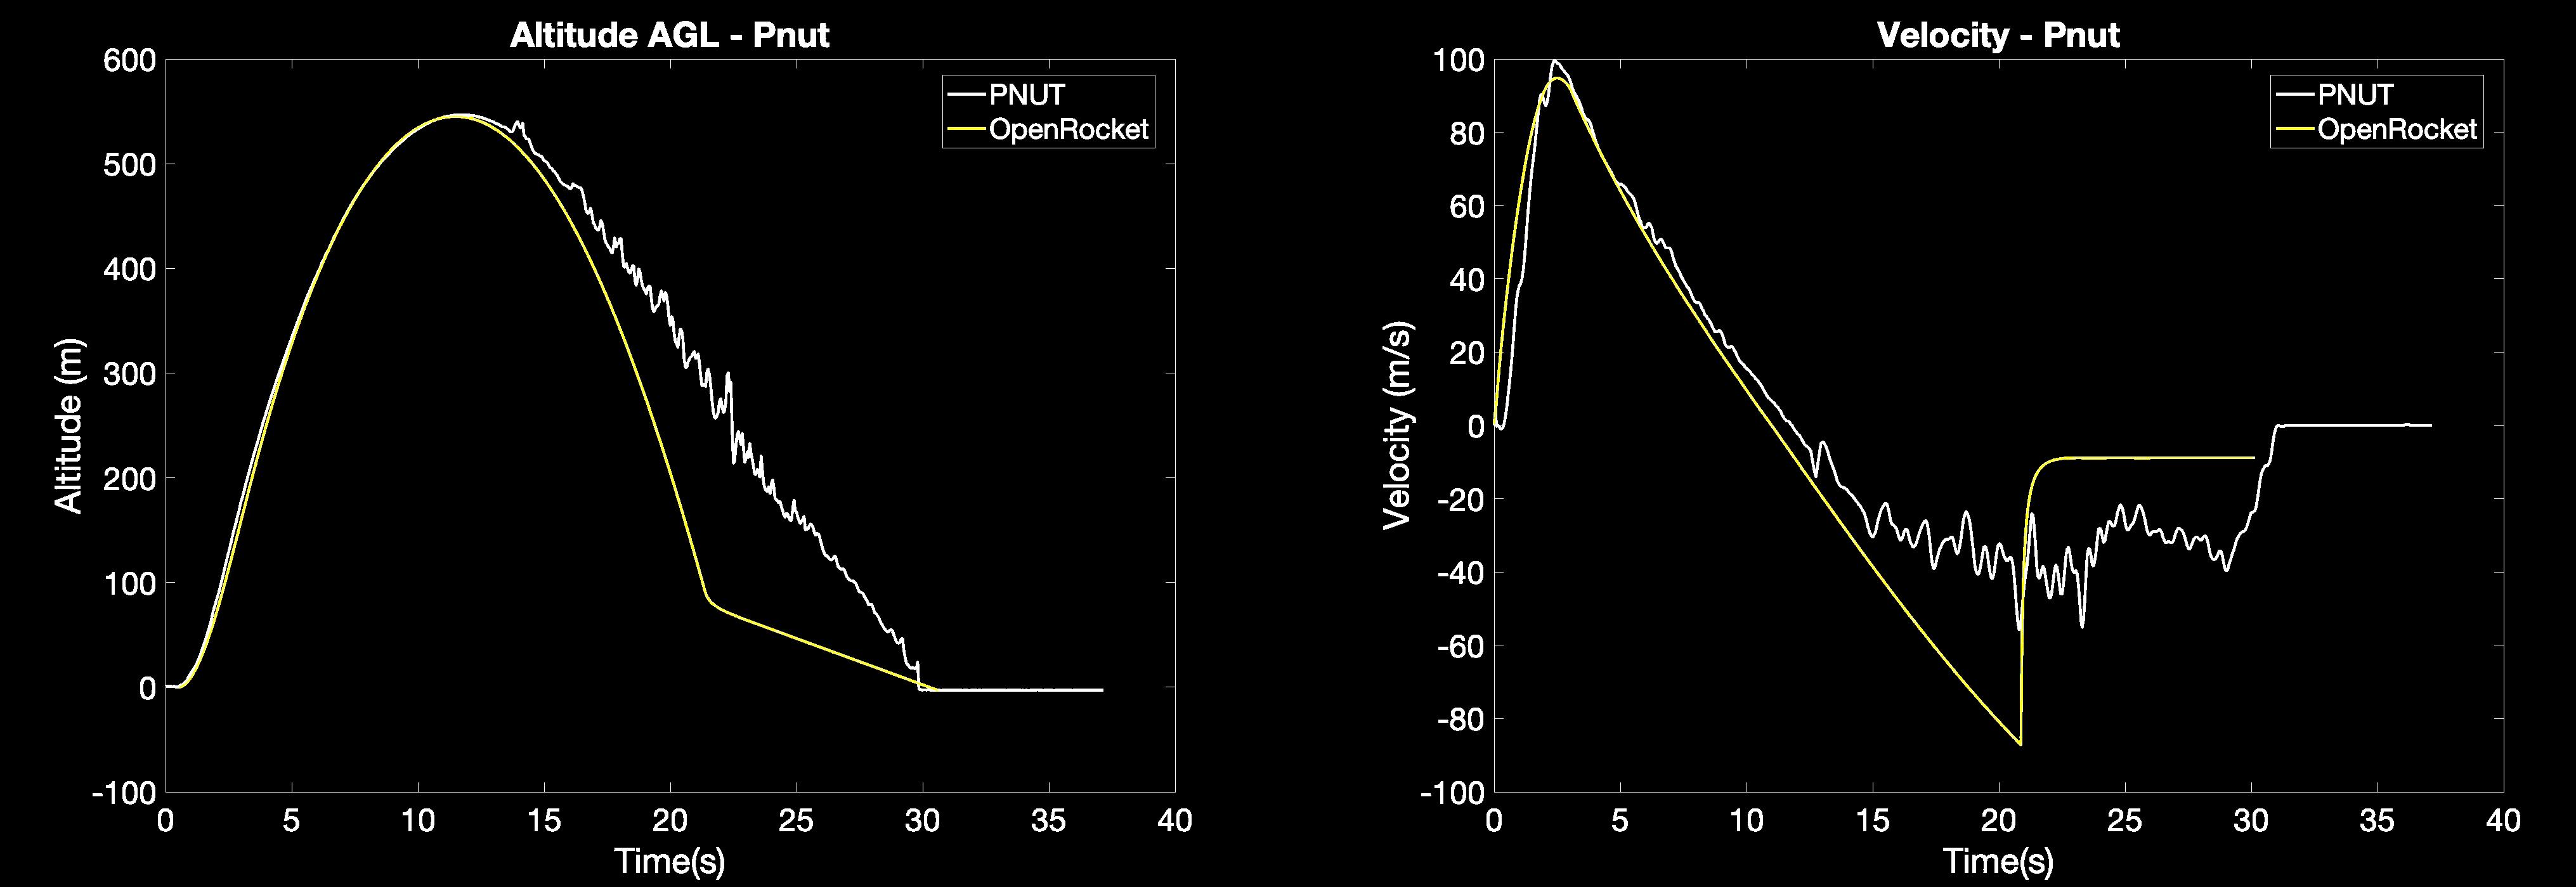 Altitude AGL - Pnut
600
500
400
300
200
100
0
-100
Altitude (m)
PNUT
OpenRocket
0 5 10 15 20 25 30 35 40
Time(s)
Velocity - Pnut
100
80
60
40
20
0
-20
-40
-60
-80
-100
Velocity (m/s)
PNUT
OpenRocket
0 5 10 15 20 25 30 35 40
Time(s)